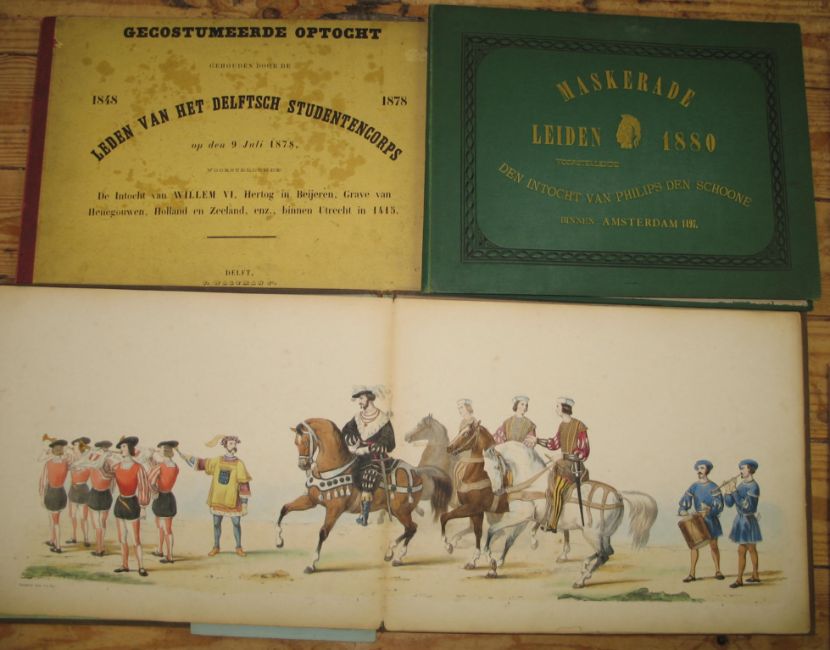 GECOSTUMEERDE OPTOCHT
GEHOUDEN DOOR DE
1848 1878
LEDEN VAN HET DELFTSCH STUDENTENCORPS
op den 9 Juli 1878,
VOORSTELLENDE
De Intocht van WILLEM VI, Hertog in Beijeren, Grave van
Henegouwen, Holland en Zeeland, enz., binnen Utrecht in 1415.
DELFT,
MASKERADE
LEIDEN 1880
VOORSTELLENDE
DEN INTOCHT VAN PHILIPS DEN SCHOONE
BINNEN AMSTERDAM 1497.